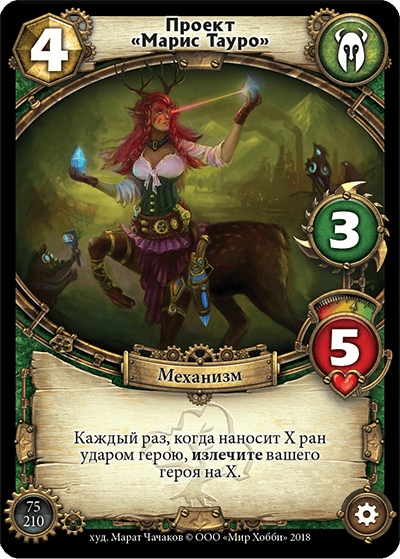 4
Проект
«Марис Тауро»
3
5
Механизм
Каждый раз, когда наносит X ран
ударом герою, излечите вашего
героя на X.
75
210
худ. Марат Чачаков © ООО «Мир Хобби» 2018